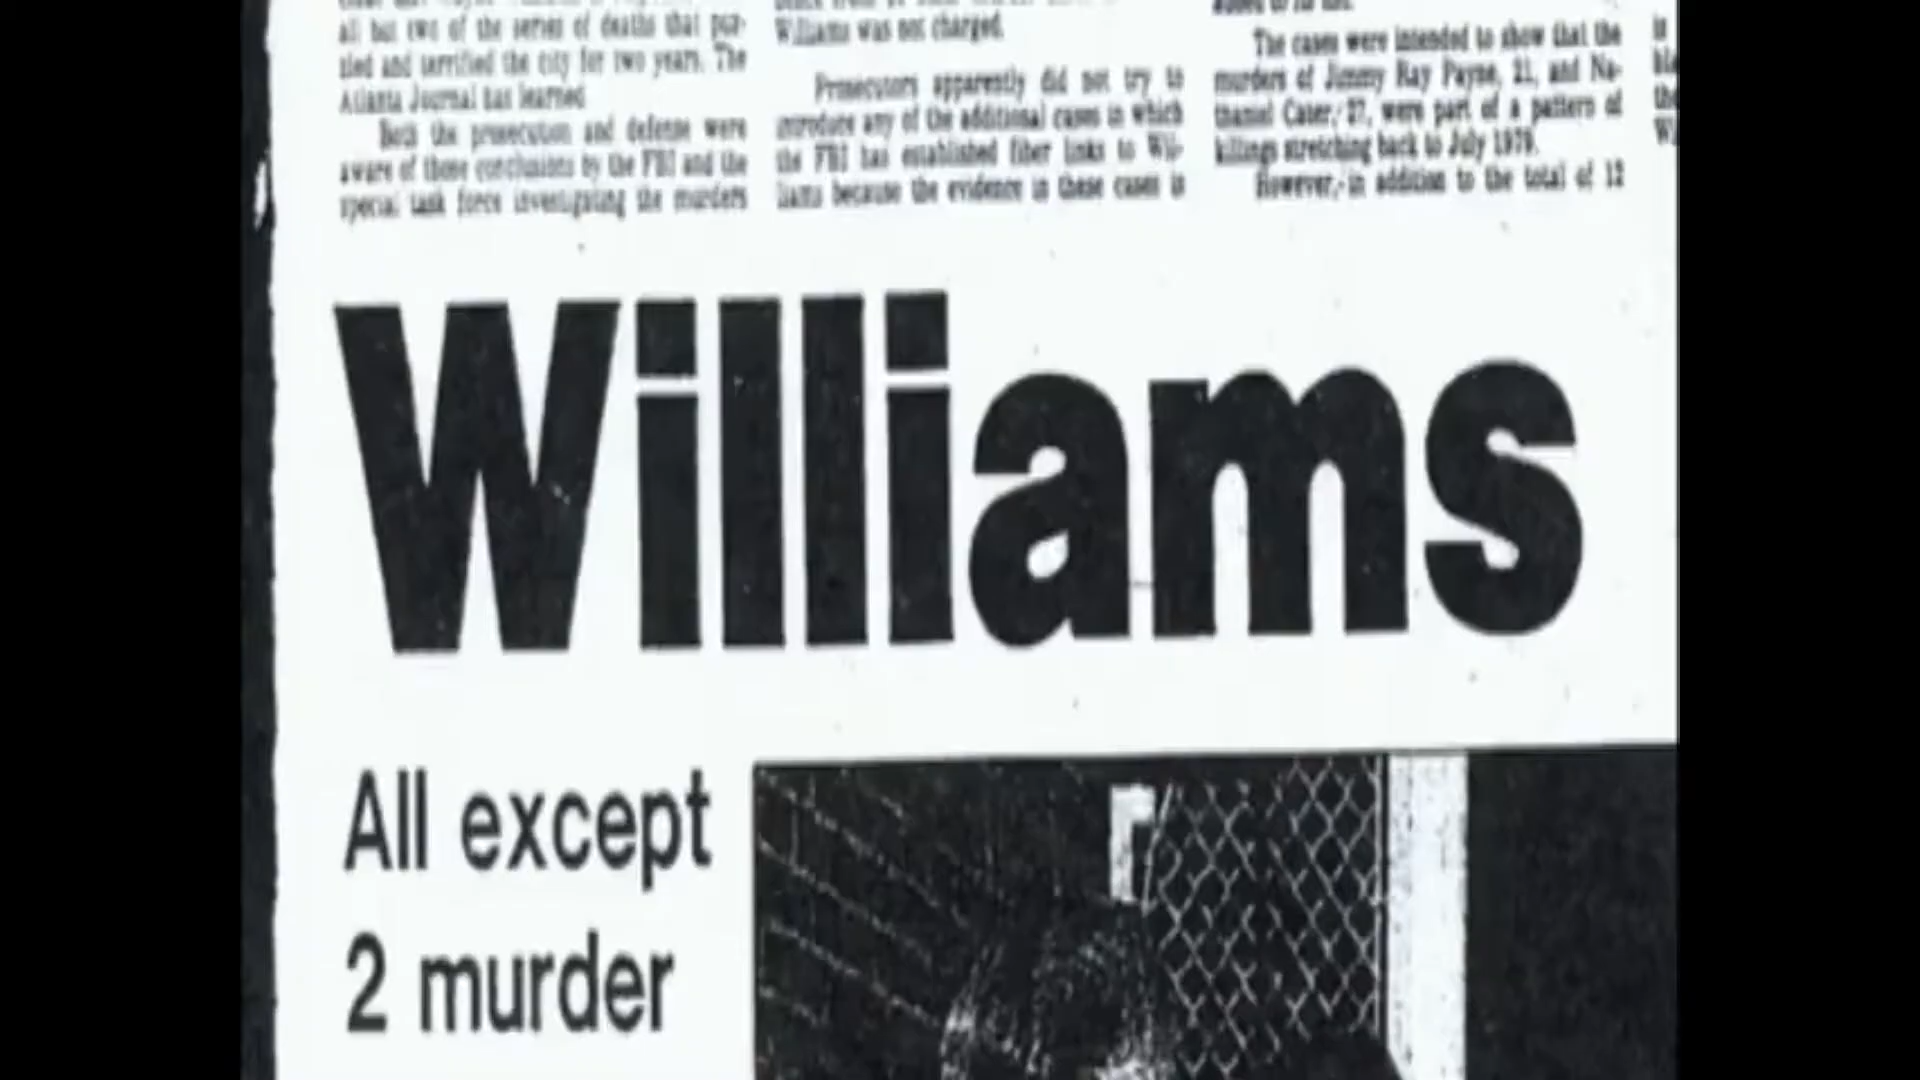 all but two of the series of deaths that puz-
zled and terrified the city for two years, The
Atlanta Journal has learned.
Both the prosecution and defense were
aware of those conclusions by the FBI and the
special task force investigating the murders
Williams was not charged.
Prosecutors apparently did not try to
introduce any of the additional cases in which
the FBI has established fiber links to Wil-
liams because the evidence in these cases is
The cases were intended to show that the
murders of Jimmy Ray Payne, 21, and Na-
thaniel Cater, 27, were part of a pattern of
killings stretching back to July 1979.
However, in addition to the total of 12
Williams
All except
2 murder